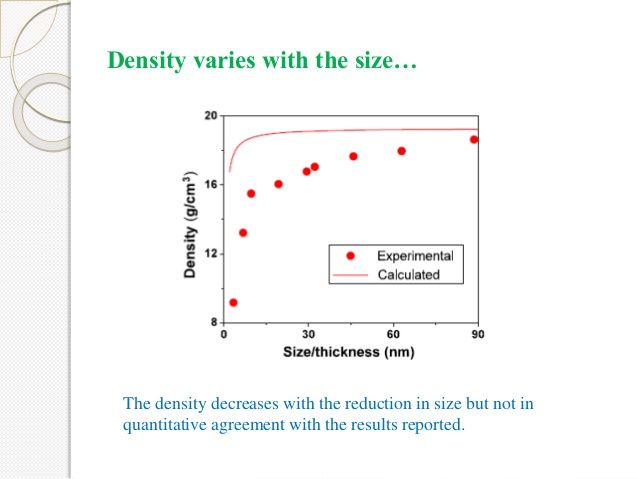 Density varies with the size…
20
16
12
8
Density (g/cm³)
Experimental
Calculated
0 30 60 90
Size/thickness (nm)
The density decreases with the reduction in size but not in
quantitative agreement with the results reported.